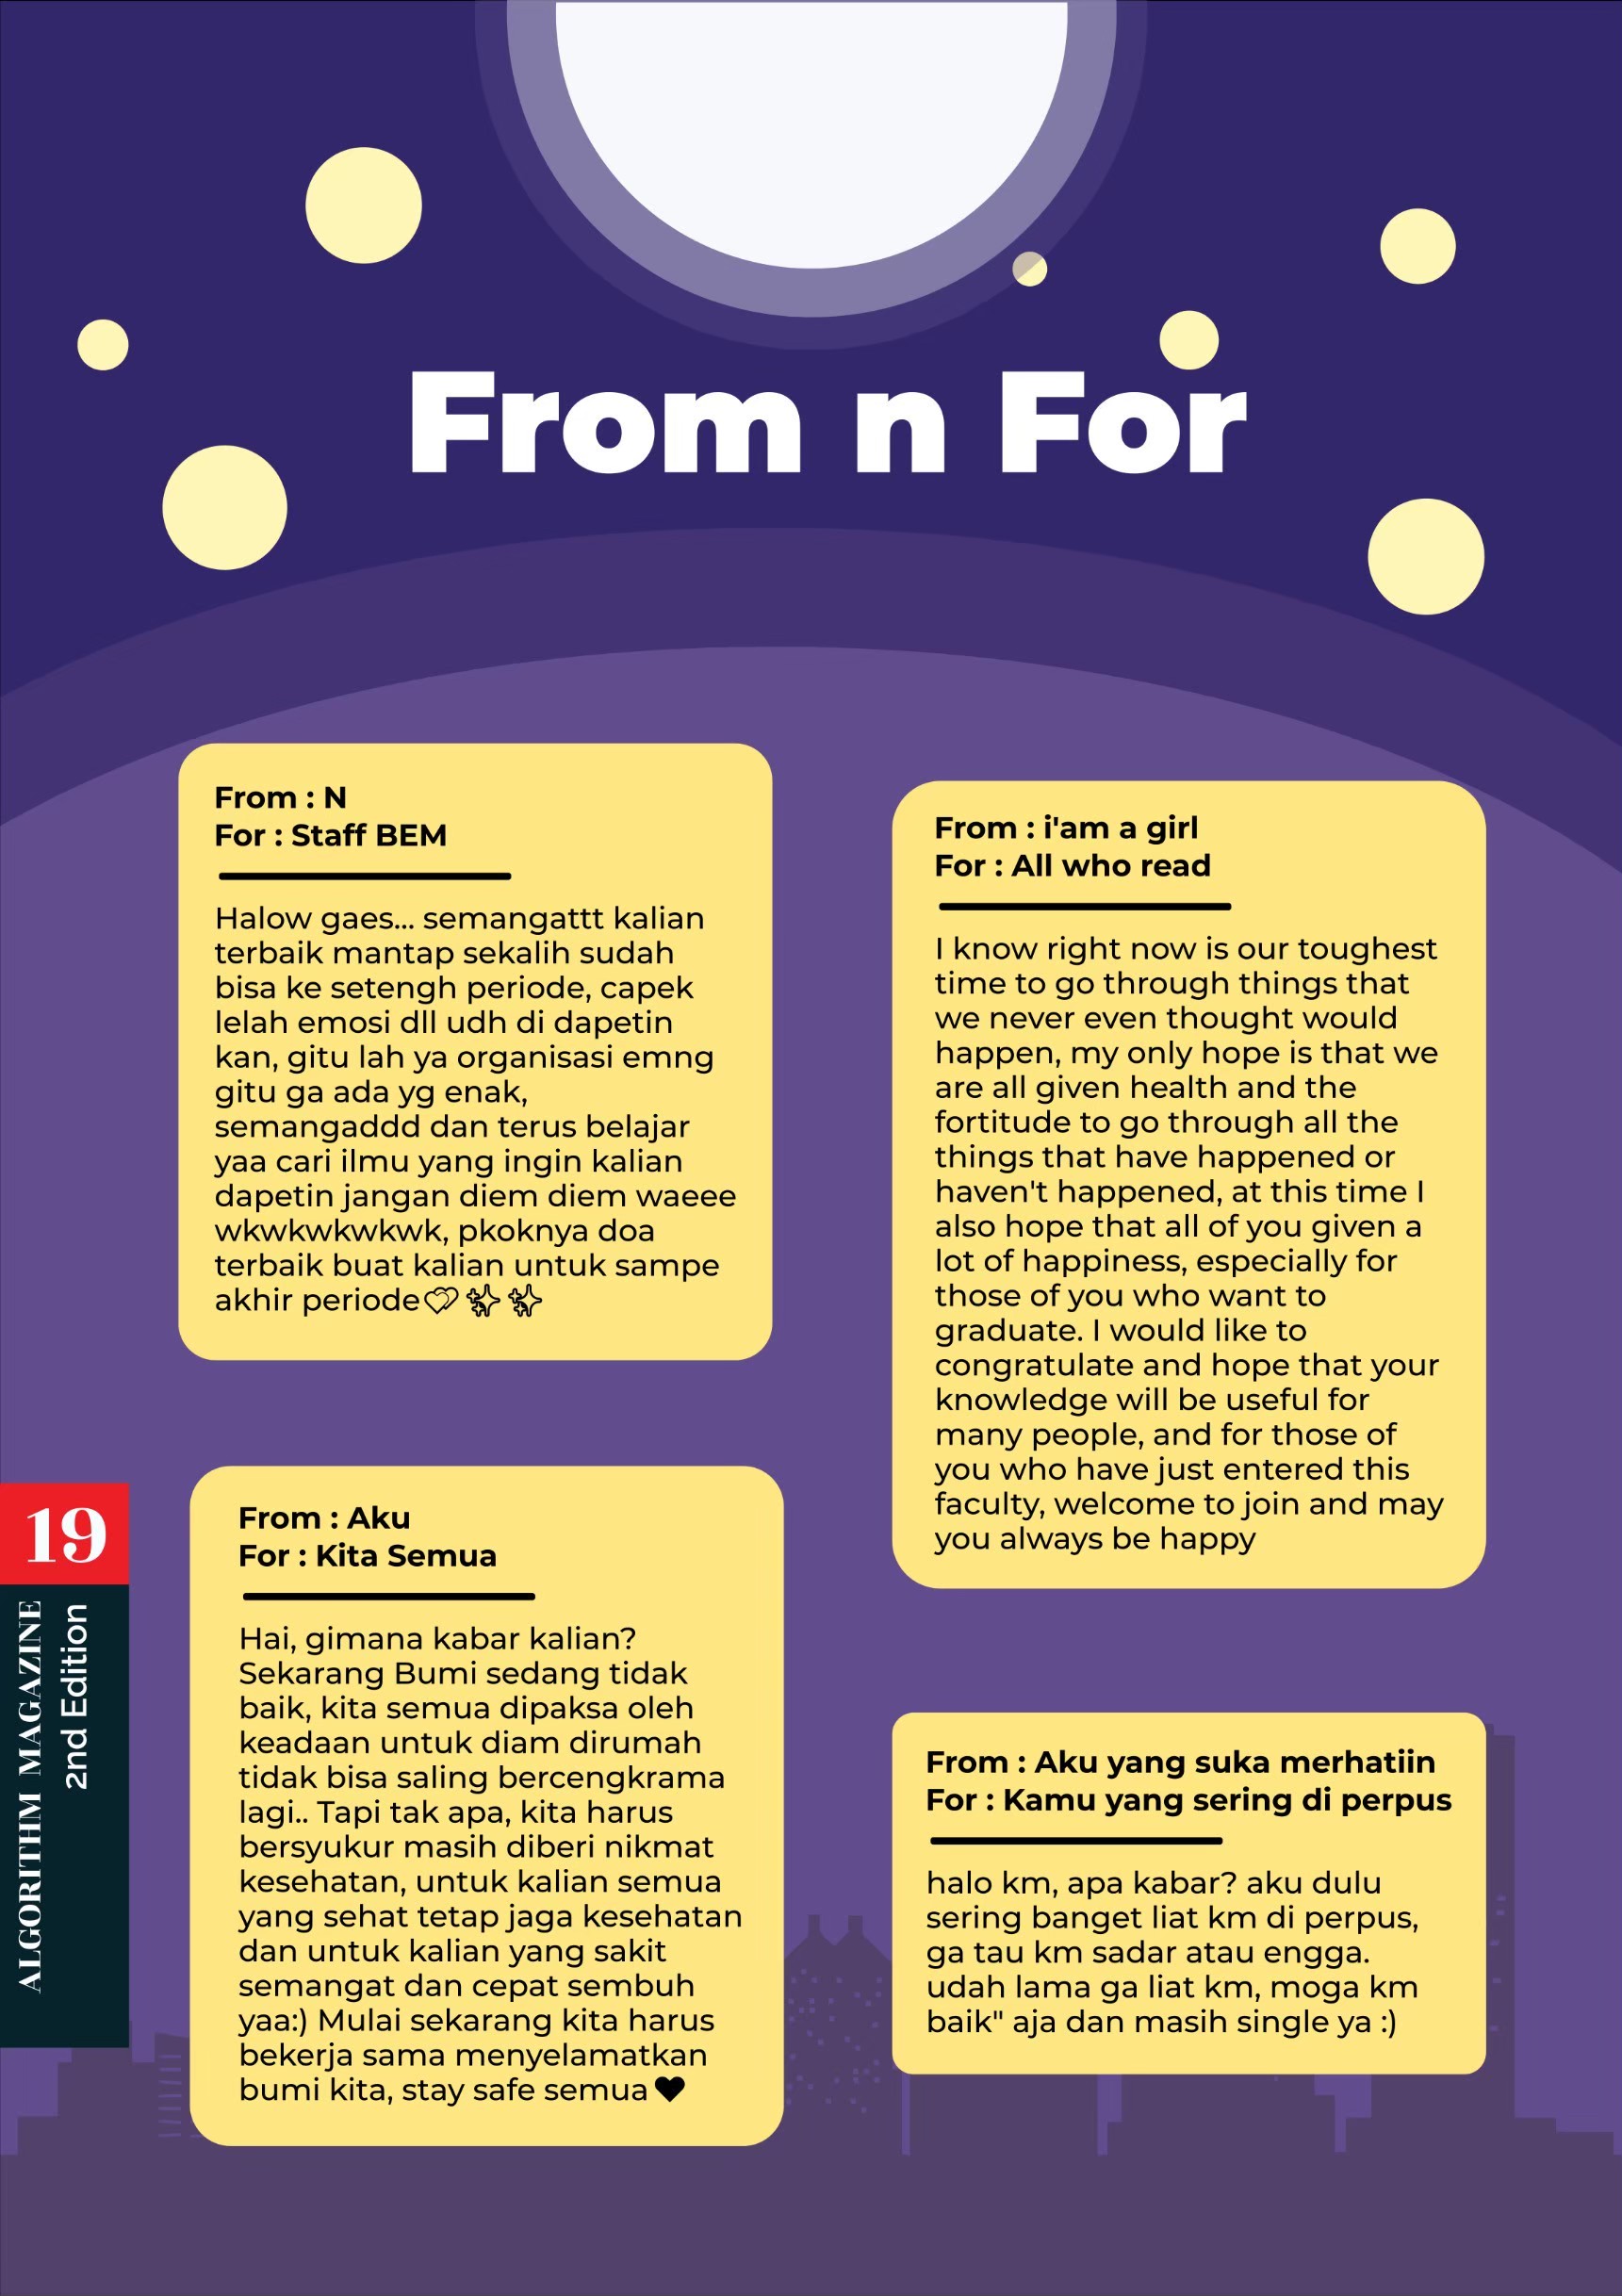 From n For
From : N
For : Staff BEM
Halow gaes... semangattt kalian
terbaik mantap sekalih sudah
bisa ke setengh periode, capek
lelah emosi dll udh di dapetin
kan, gitu lah ya organisasi emng
gitu ga ada yg enak,
semangaddd dan terus belajar
yaa cari ilmu yang ingin kalian
dapetin jangan diem diem waeee
wkwkwkwkwk, pkoknya doa
terbaik buat kalian untuk sampe
akhir periode💕✨✨
From : i'am a girl
For : All who read
I know right now is our toughest
time to go through things that
we never even thought would
happen, my only hope is that we
are all given health and the
fortitude to go through all the
things that have happened or
haven't happened, at this time I
also hope that all of you given a
lot of happiness, especially for
those of you who want to
graduate. I would like to
congratulate and hope that your
knowledge will be useful for
many people, and for those of
you who have just entered this
faculty, welcome to join and may
you always be happy
From : Aku
For : Kita Semua
Hai, gimana kabar kalian?
Sekarang Bumi sedang tidak
baik, kita semua dipaksa oleh
keadaan untuk diam dirumah
tidak bisa saling bercengkrama
lagi.. Tapi tak apa, kita harus
bersyukur masih diberi nikmat
kesehatan, untuk kalian semua
yang sehat tetap jaga kesehatan
dan untuk kalian yang sakit
semangat dan cepat sembuh
yaa:) Mulai sekarang kita harus
bekerja sama menyelamatkan
bumi kita, stay safe semua🖤
From : Aku yang suka merhatiin
For : Kamu yang sering di perpus
halo km, apa kabar? aku dulu
sering banget liat km di perpus,
ga tau km sadar atau engga.
udah lama ga liat km, moga km
baik" aja dan masih single ya :)
19
ALGORITHM MAGAZINE
2nd Edition